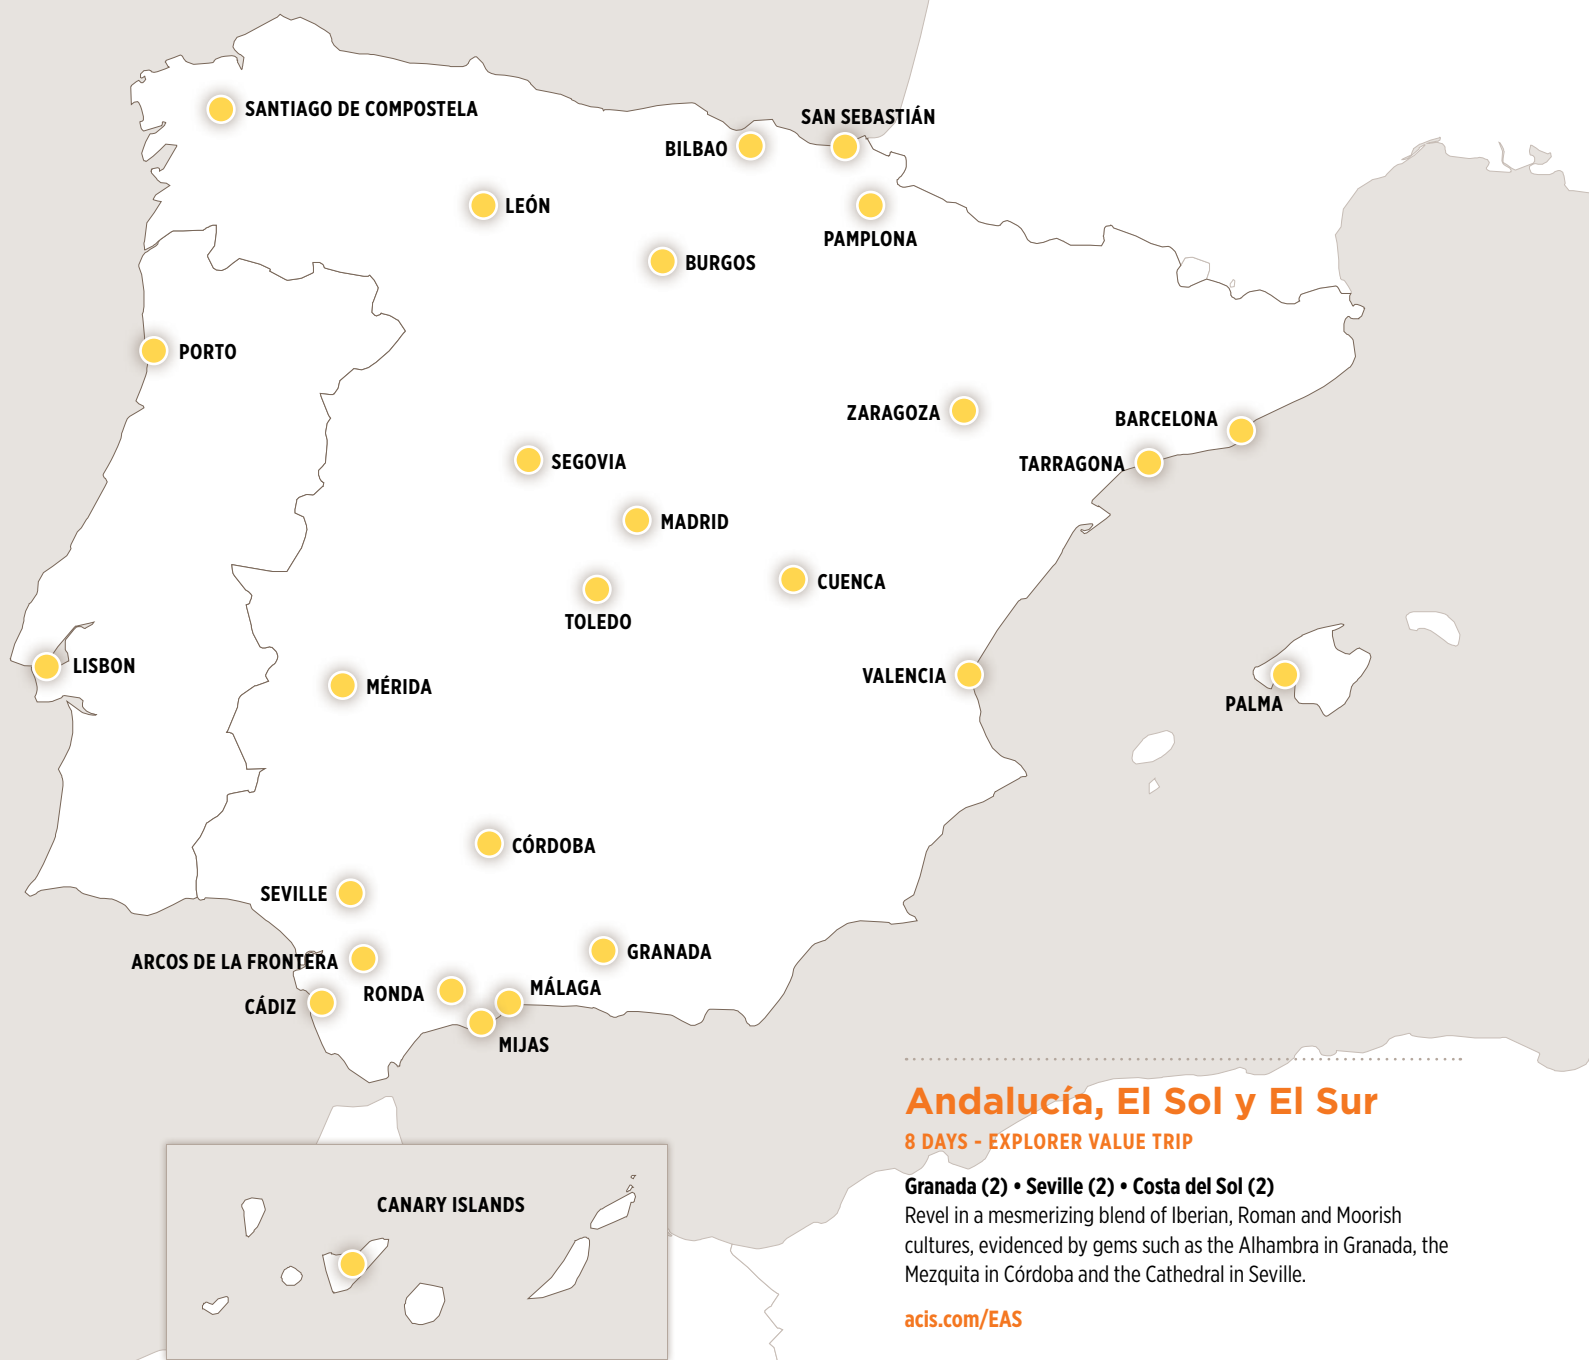 SANTIAGO DE COMPOSTELA
SAN SEBASTIÁN
BILBAO
LEÓN
PAMPLONA
BURGOS
PORTO
ZARAGOZA
BARCELONA
SEGOVIA
TARRAGONA
MADRID
CUENCA
TOLEDO
LISBON
MÉRIDA
VALENCIA
PALMA
CÓRDOBA
SEVILLE
GRANADA
ARCOS DE LA FRONTERA
MÁLAGA
RONDA
CÁDIZ
MIJAS
CANARY ISLANDS
Andalucía, El Sol y El Sur
8 DAYS - EXPLORER VALUE TRIP
Granada (2) • Seville (2) • Costa del Sol (2)
Revel in a mesmerizing blend of Iberian, Roman and Moorish
cultures, evidenced by gems such as the Alhambra in Granada, the
Mezquita in Córdoba and the Cathedral in Seville.
acis.com/EAS